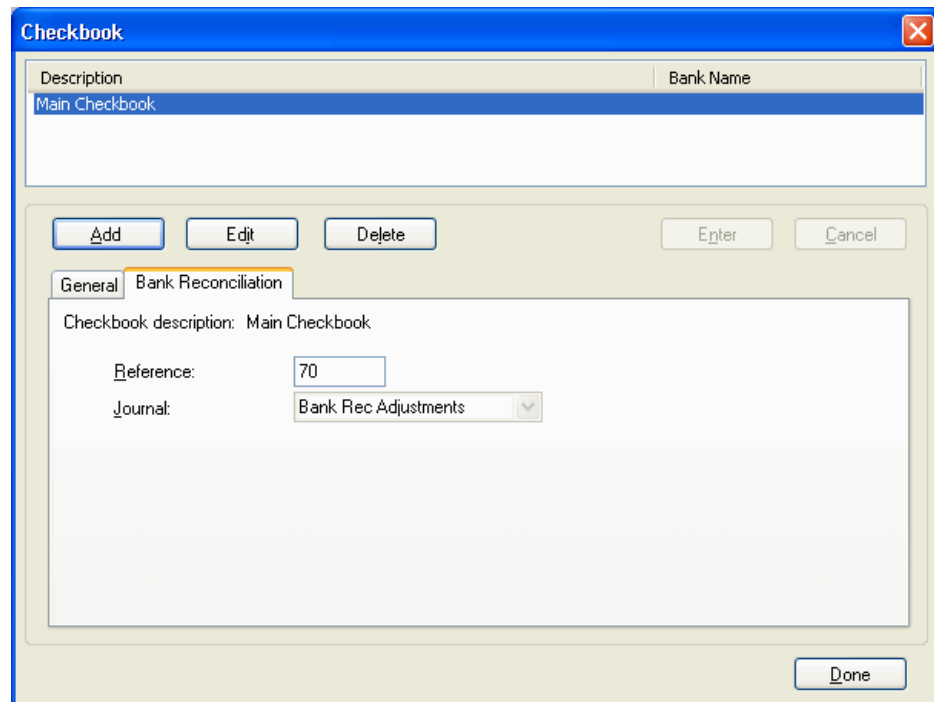 Checkbook
Description Bank Name
Main Checkbook
Add Edit Delete Enter Cancel
General Bank Reconciliation
Checkbook description: Main Checkbook
Reference: 70
Journal: Bank Rec Adjustments
Done